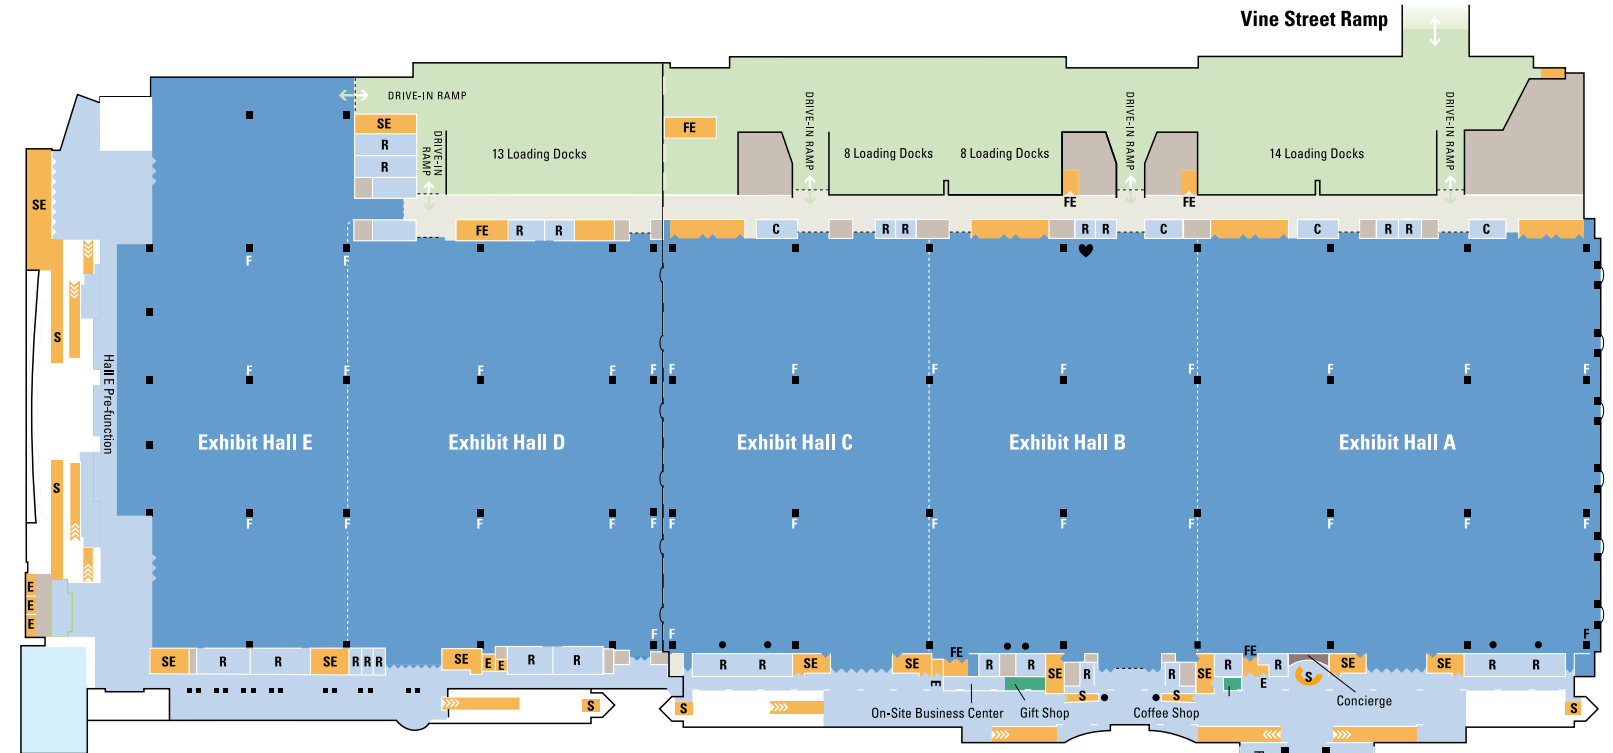 Vine Street Ramp
DRIVE-IN RAMP
SE
R
R
DRIVE-IN
RAMP
13 Loading Docks
FE
DRIVE-IN RAMP
8 Loading Docks
8 Loading Docks
DRIVE-IN RAMP
14 Loading Docks
DRIVE-IN RAMP
SE
FE
FE
FE R R
C
R R
R R
C
C
R R
C
F F
S
Hall E Pre-function
F F F F F F F F F F F F F
Exhibit Hall E
Exhibit Hall D
Exhibit Hall C
Exhibit Hall B
Exhibit Hall A
S
F F F F F F F F F F F F F
E
E
E
F F F
SE R R SE R R R
SE E E R R
R R SE
SE FE R R SE R
R SE R FE R
SE
SE R R
E
E
S
S
S
S
S
S
On-Site Business Center
Gift Shop
Coffee Shop
Concierge